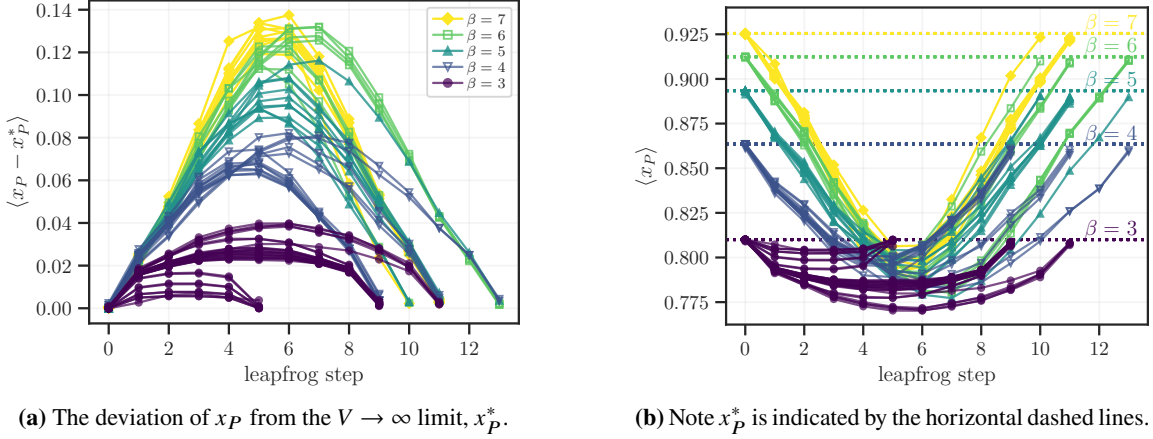 0.14
0.12
0.10
0.08
0.06
0.04
0.02
0.00
⟨x_P − x_P^*⟩
β = 7
β = 6
β = 5
β = 4
β = 3
0 2 4 6 8 10 12
leapfrog step
(a) The deviation of x_P from the V → ∞ limit, x_P^*.
0.925
0.900
0.875
0.850
0.825
0.800
0.775
⟨x_P⟩
β = 7
β = 6
β = 5
β = 4
β = 3
0 2 4 6 8 10 12
leapfrog step
(b) Note x_P^* is indicated by the horizontal dashed lines.